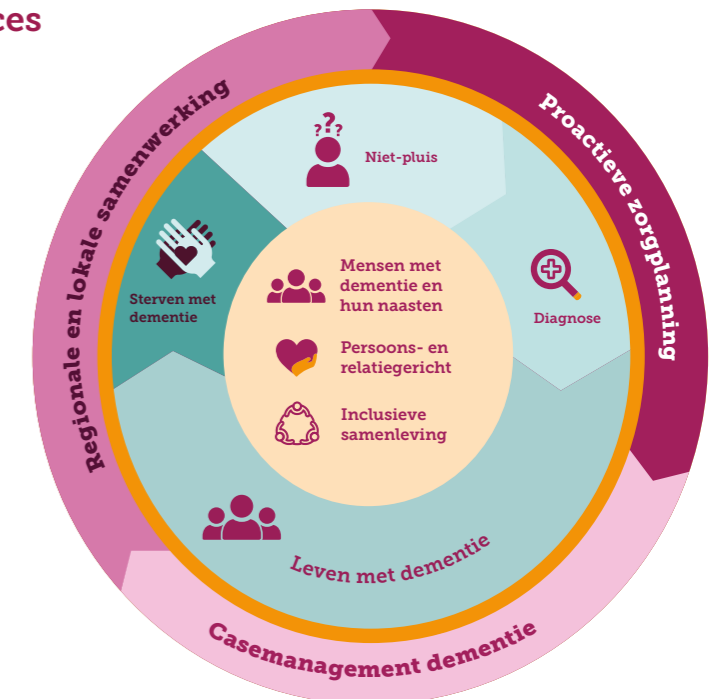 ces
Regionale en lokale samenwerking
Proactieve zorgplanning
???
Niet-pluis
Sterven met
dementie
Diagnose
Mensen met
dementie en
hun naasten
Persoons- en
relatiegericht
Inclusieve
samenleving
Leven met dementie
Casemanagement dementie